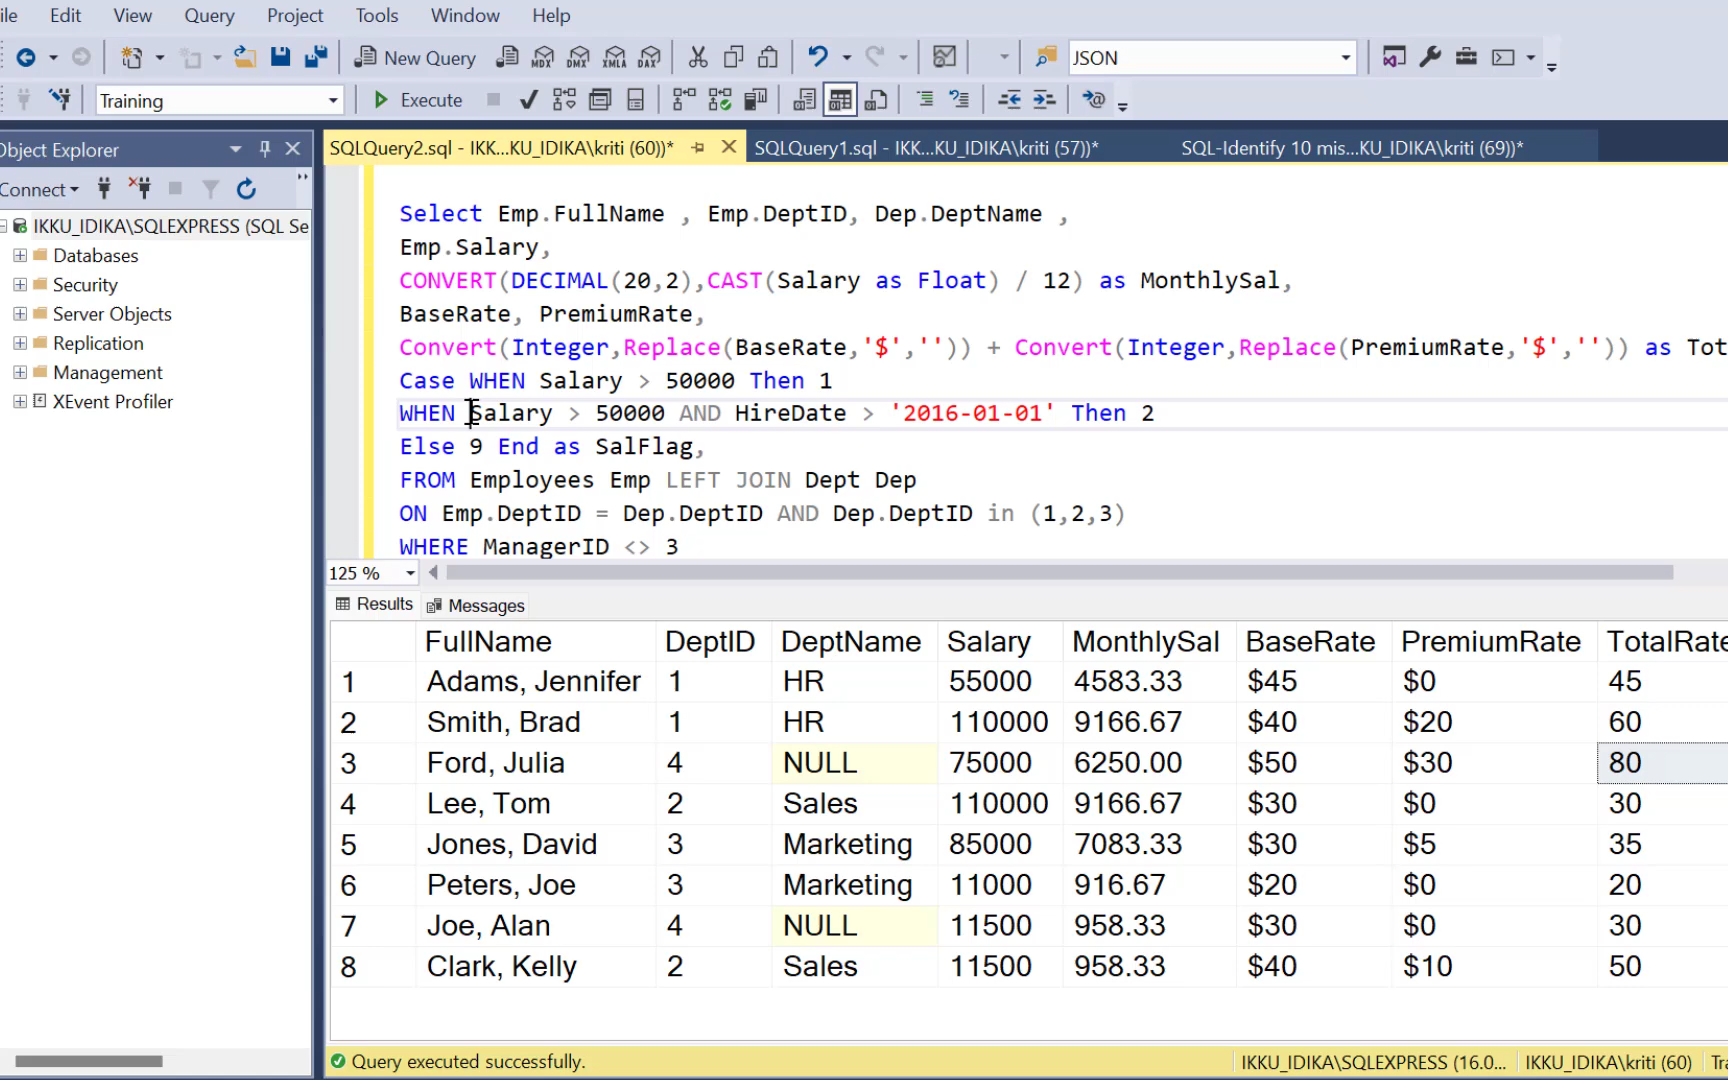 ile Edit View Query Project Tools Window Help
New Query MDX DMX XMLA DAX JSON
Training Execute
Object Explorer
SQLQuery2.sql - IKK...KU_IDIKA\kriti (60))* SQLQuery1.sql - IKK...KU_IDIKA\kriti (57))* SQL-Identify 10 mis...KU_IDIKA\kriti (69))*
Connect
IKKU_IDIKA\SQLEXPRESS (SQL Se
Databases
Security
Server Objects
Replication
Management
XEvent Profiler
Select Emp.FullName , Emp.DeptID, Dep.DeptName ,
Emp.Salary,
CONVERT(DECIMAL(20,2),CAST(Salary as Float) / 12) as MonthlySal,
BaseRate, PremiumRate,
Convert(Integer,Replace(BaseRate,'$','')) + Convert(Integer,Replace(PremiumRate,'$','')) as Tot
Case WHEN Salary > 50000 Then 1
WHEN Salary > 50000 AND HireDate > '2016-01-01' Then 2
Else 9 End as SalFlag,
FROM Employees Emp LEFT JOIN Dept Dep
ON Emp.DeptID = Dep.DeptID AND Dep.DeptID in (1,2,3)
WHERE ManagerID <> 3
125 %
Results Messages
FullName DeptID DeptName Salary MonthlySal BaseRate PremiumRate TotalRate
1 Adams, Jennifer 1 HR 55000 4583.33 $45 $0 45
2 Smith, Brad 1 HR 110000 9166.67 $40 $20 60
3 Ford, Julia 4 NULL 75000 6250.00 $50 $30 80
4 Lee, Tom 2 Sales 110000 9166.67 $30 $0 30
5 Jones, David 3 Marketing 85000 7083.33 $30 $5 35
6 Peters, Joe 3 Marketing 11000 916.67 $20 $0 20
7 Joe, Alan 4 NULL 11500 958.33 $30 $0 30
8 Clark, Kelly 2 Sales 11500 958.33 $40 $10 50
Query executed successfully. IKKU_IDIKA\SQLEXPRESS (16.0... IKKU_IDIKA\kriti (60) Tr